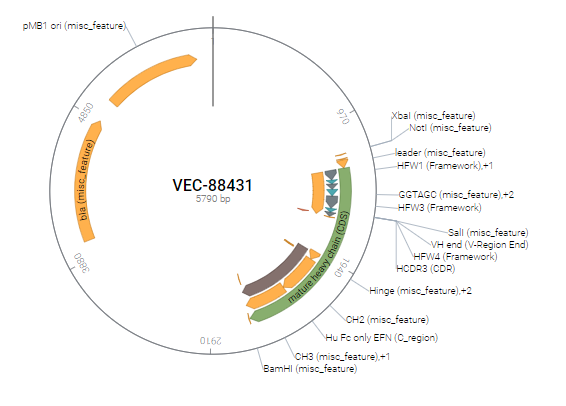 pMB1 ori (misc_feature)
1
970
4850
XbaI (misc_feature)
NotI (misc_feature)
leader (misc_feature)
HFW1 (Framework),+1
bla (misc_feature)
VEC-88431
5790 bp
GGTAGC (misc_feature),+2
HFW3 (Framework)
mature heavy chain (CDS)
SalI (misc_feature)
VH end (V-Region End)
HFW4 (Framework)
HCDR3 (CDR)
3880
1940
Hinge (misc_feature),+2
CH2 (misc_feature)
Hu Fc only EFN (C_region)
2910
CH3 (misc_feature),+1
BamHI (misc_feature)